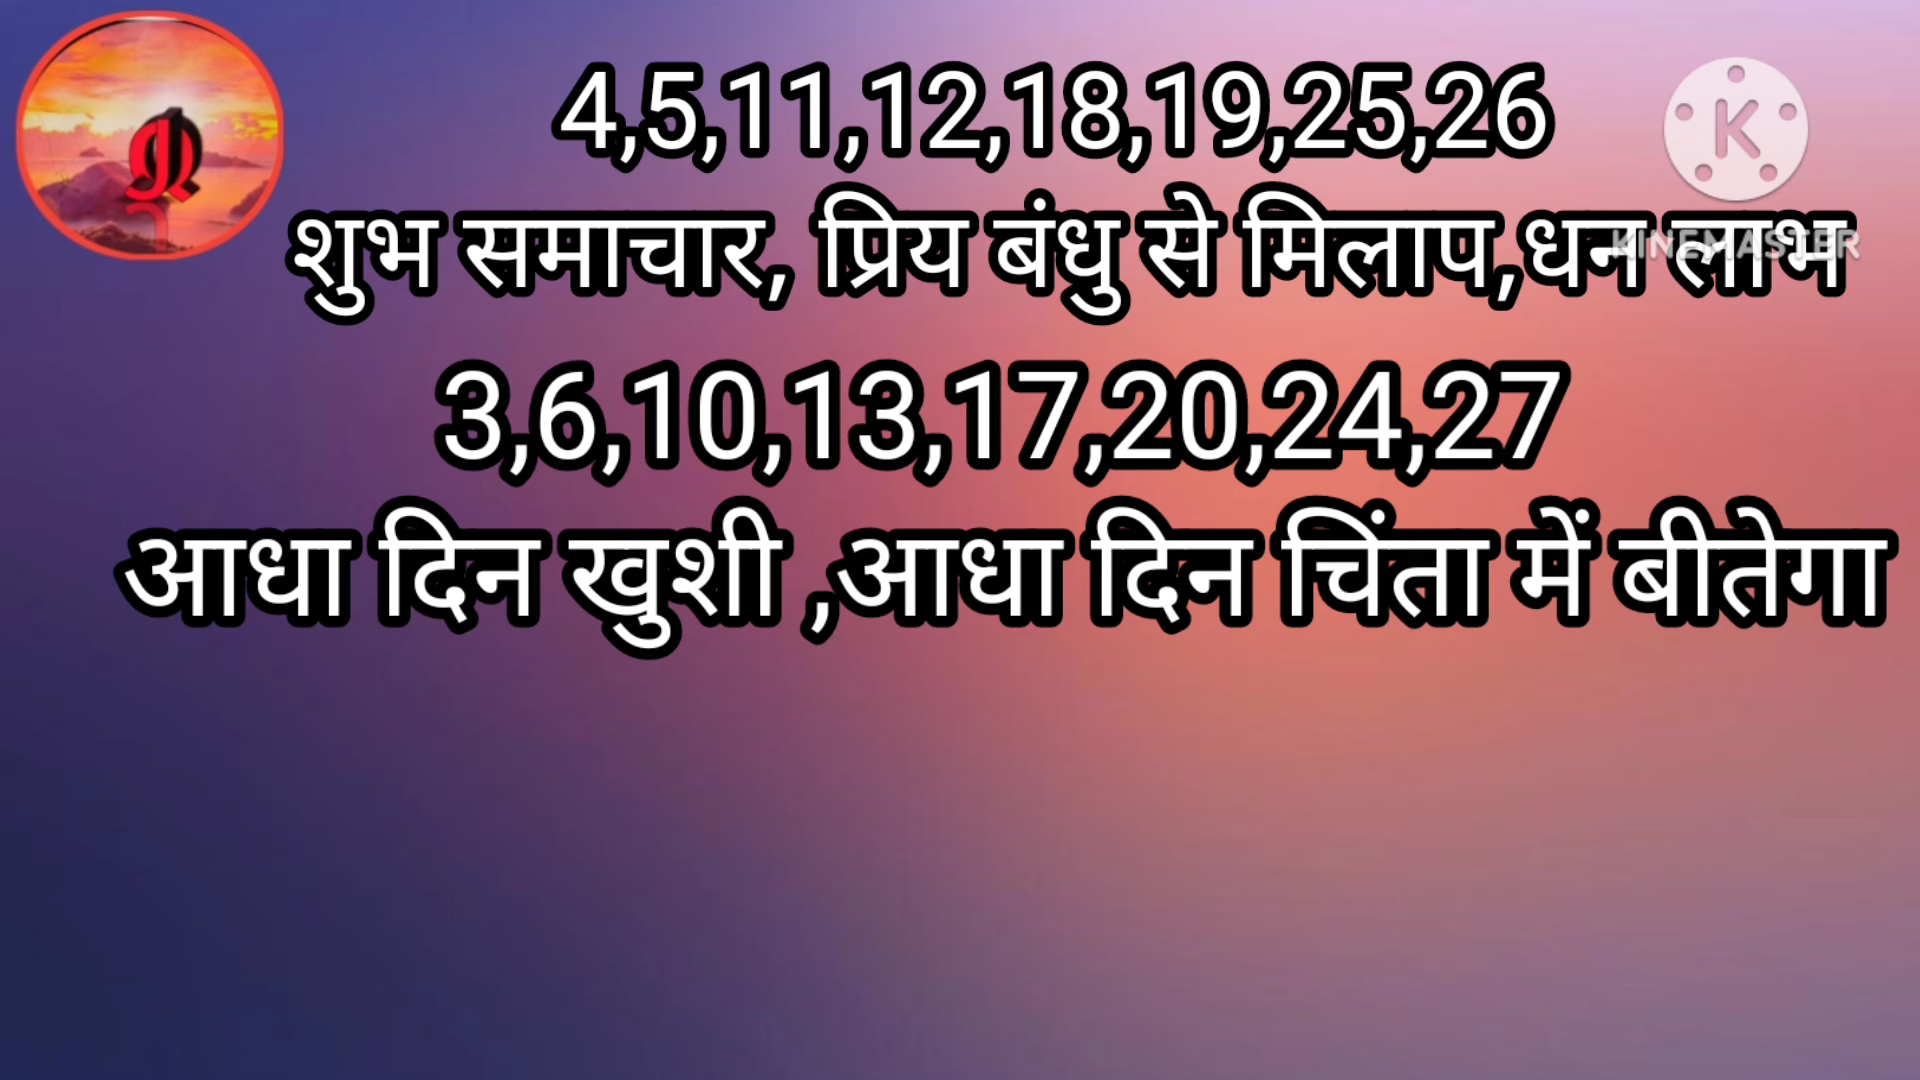 4,5,11,12,18,19,25,26
शुभ समाचार, प्रिय बंधु से मिलाप,धन लाभ
KINEMASTER
3,6,10,13,17,20,24,27
आधा दिन खुशी ,आधा दिन चिंता में बीतेगा